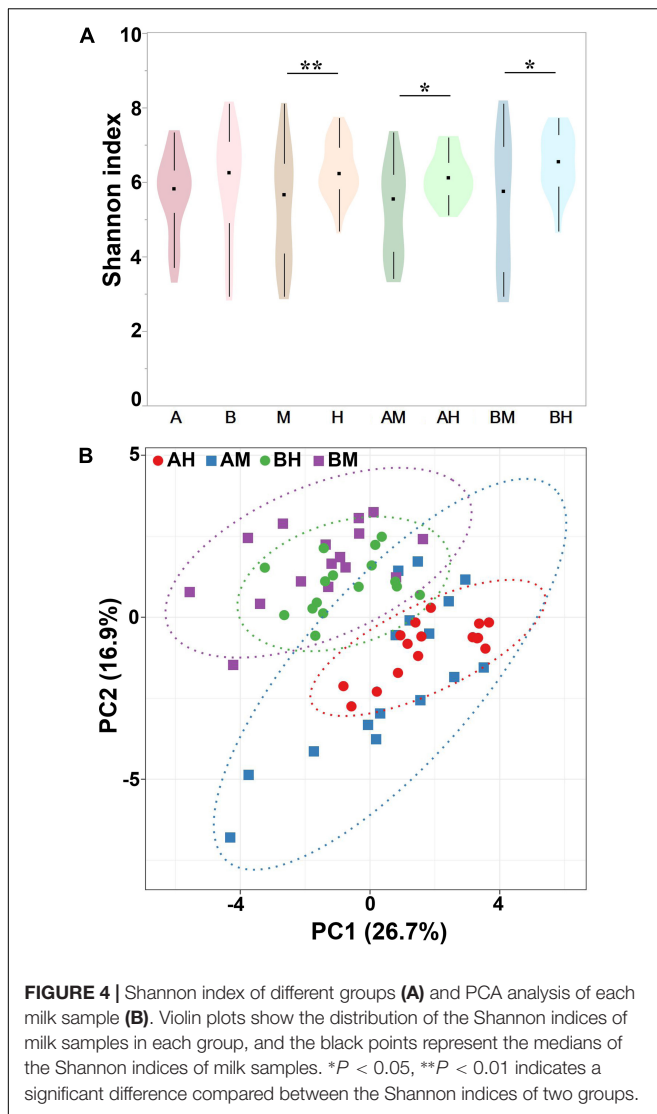 A
10
8
6
4
2
0
Shannon index
** * *
A B M H AM AH BM BH
B
AH AM BH BM
5
0
-5
PC2 (16.9%)
-4 0 4
PC1 (26.7%)
FIGURE 4 | Shannon index of different groups (A) and PCA analysis of each
milk sample (B). Violin plots show the distribution of the Shannon indices of
milk samples in each group, and the black points represent the medians of
the Shannon indices of milk samples. *P < 0.05, **P < 0.01 indicates a
significant difference compared between the Shannon indices of two groups.